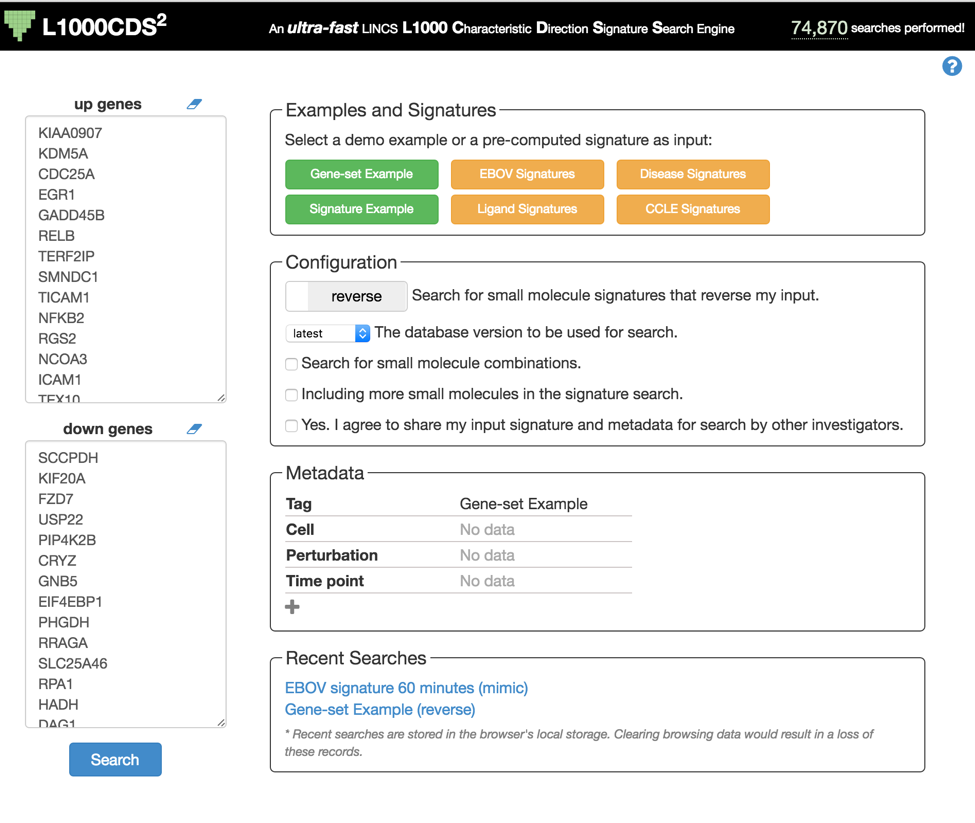 L1000CDS²
An ultra-fast LINCS L1000 Characteristic Direction Signature Search Engine
74,870 searches performed!
?
up genes
KIAA0907
KDM5A
CDC25A
EGR1
GADD45B
RELB
TERF2IP
SMNDC1
TICAM1
NFKB2
RGS2
NCOA3
ICAM1
TEX10
down genes
SCCPDH
KIF20A
FZD7
USP22
PIP4K2B
CRYZ
GNB5
EIF4EBP1
PHGDH
RRAGA
SLC25A46
RPA1
HADH
DAG1
Search
Examples and Signatures
Select a demo example or a pre-computed signature as input:
Gene-set Example EBOV Signatures Disease Signatures
Signature Example Ligand Signatures CCLE Signatures
Configuration
reverse Search for small molecule signatures that reverse my input.
latest The database version to be used for search.
Search for small molecule combinations.
Including more small molecules in the signature search.
Yes. I agree to share my input signature and metadata for search by other investigators.
Metadata
Tag Gene-set Example
Cell No data
Perturbation No data
Time point No data
Recent Searches
EBOV signature 60 minutes (mimic)
Gene-set Example (reverse)
* Recent searches are stored in the browser's local storage. Clearing browsing data would result in a loss of
these records.